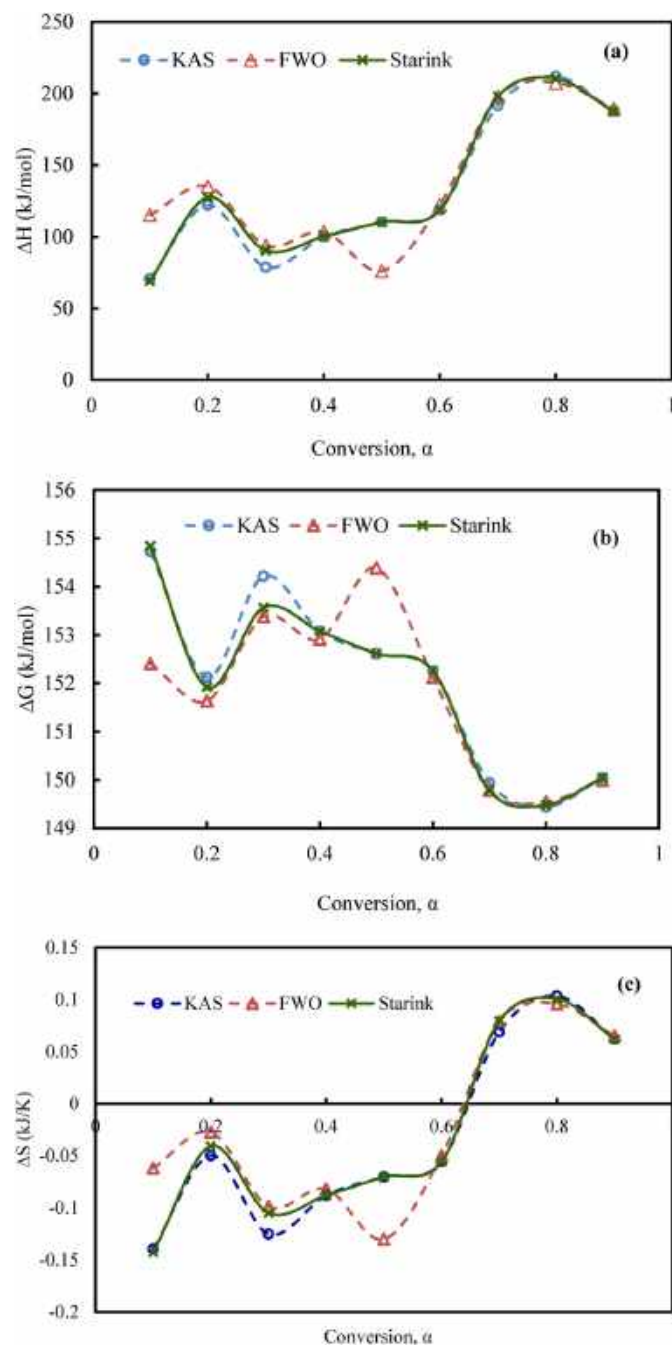 250
(a)
KAS FWO Starink
200
150
100
50
0
ΔH (kJ/mol)
0 0.2 0.4 0.6 0.8 1
Conversion, α
156
KAS FWO Starink
(b)
155
154
153
152
151
150
149
ΔG (kJ/mol)
0 0.2 0.4 0.6 0.8 1
Conversion, α
0.15
(c)
0.1
KAS FWO Starink
0.05
0
0 0.2 0.4 0.6 0.8
-0.05
-0.1
-0.15
-0.2
ΔS (kJ/K)
Conversion, α